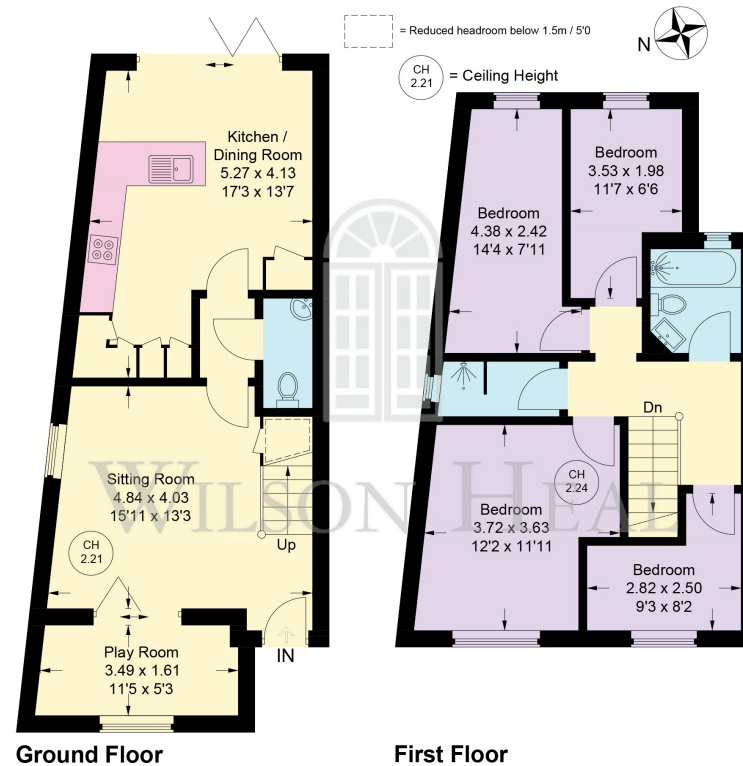 = Reduced headroom below 1.5m / 5'0
N
CH
2.21
= Ceiling Height
Kitchen /
Dining Room
5.27 x 4.13
17'3 x 13'7
Bedroom
3.53 x 1.98
11'7 x 6'6
Bedroom
4.38 x 2.42
14'4 x 7'11
Sitting Room
4.84 x 4.03
15'11 x 13'3
CH
2.21
Up
Dn
CH
2.24
Bedroom
3.72 x 3.63
12'2 x 11'11
Bedroom
2.82 x 2.50
9'3 x 8'2
WILSON HEAL
Play Room
3.49 x 1.61
11'5 x 5'3
IN
Ground Floor
First Floor